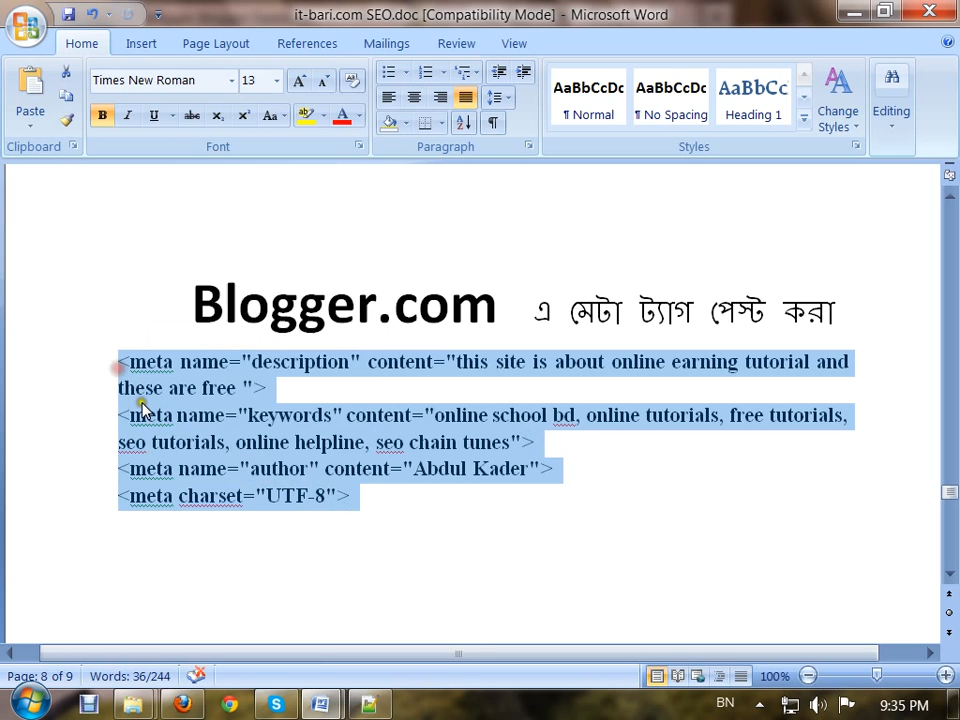 it-bari.com SEO.doc [Compatibility Mode] - Microsoft Word
Home Insert Page Layout References Mailings Review View
Paste
Times New Roman 13
AaBbCcDc AaBbCcDc AaBbCc
¶ Normal ¶ No Spacing Heading 1
Change Styles
Editing
Clipboard Font Paragraph Styles
Blogger.com এ মেটা ট্যাগ পেস্ট করা
<meta name="description" content="this site is about online earning tutorial and
these are free ">
<meta name="keywords" content="online school bd, online tutorials, free tutorials,
seo tutorials, online helpline, seo chain tunes">
<meta name="author" content="Abdul Kader">
<meta charset="UTF-8">
Page: 8 of 9 Words: 36/244 100%
BN 9:35 PM